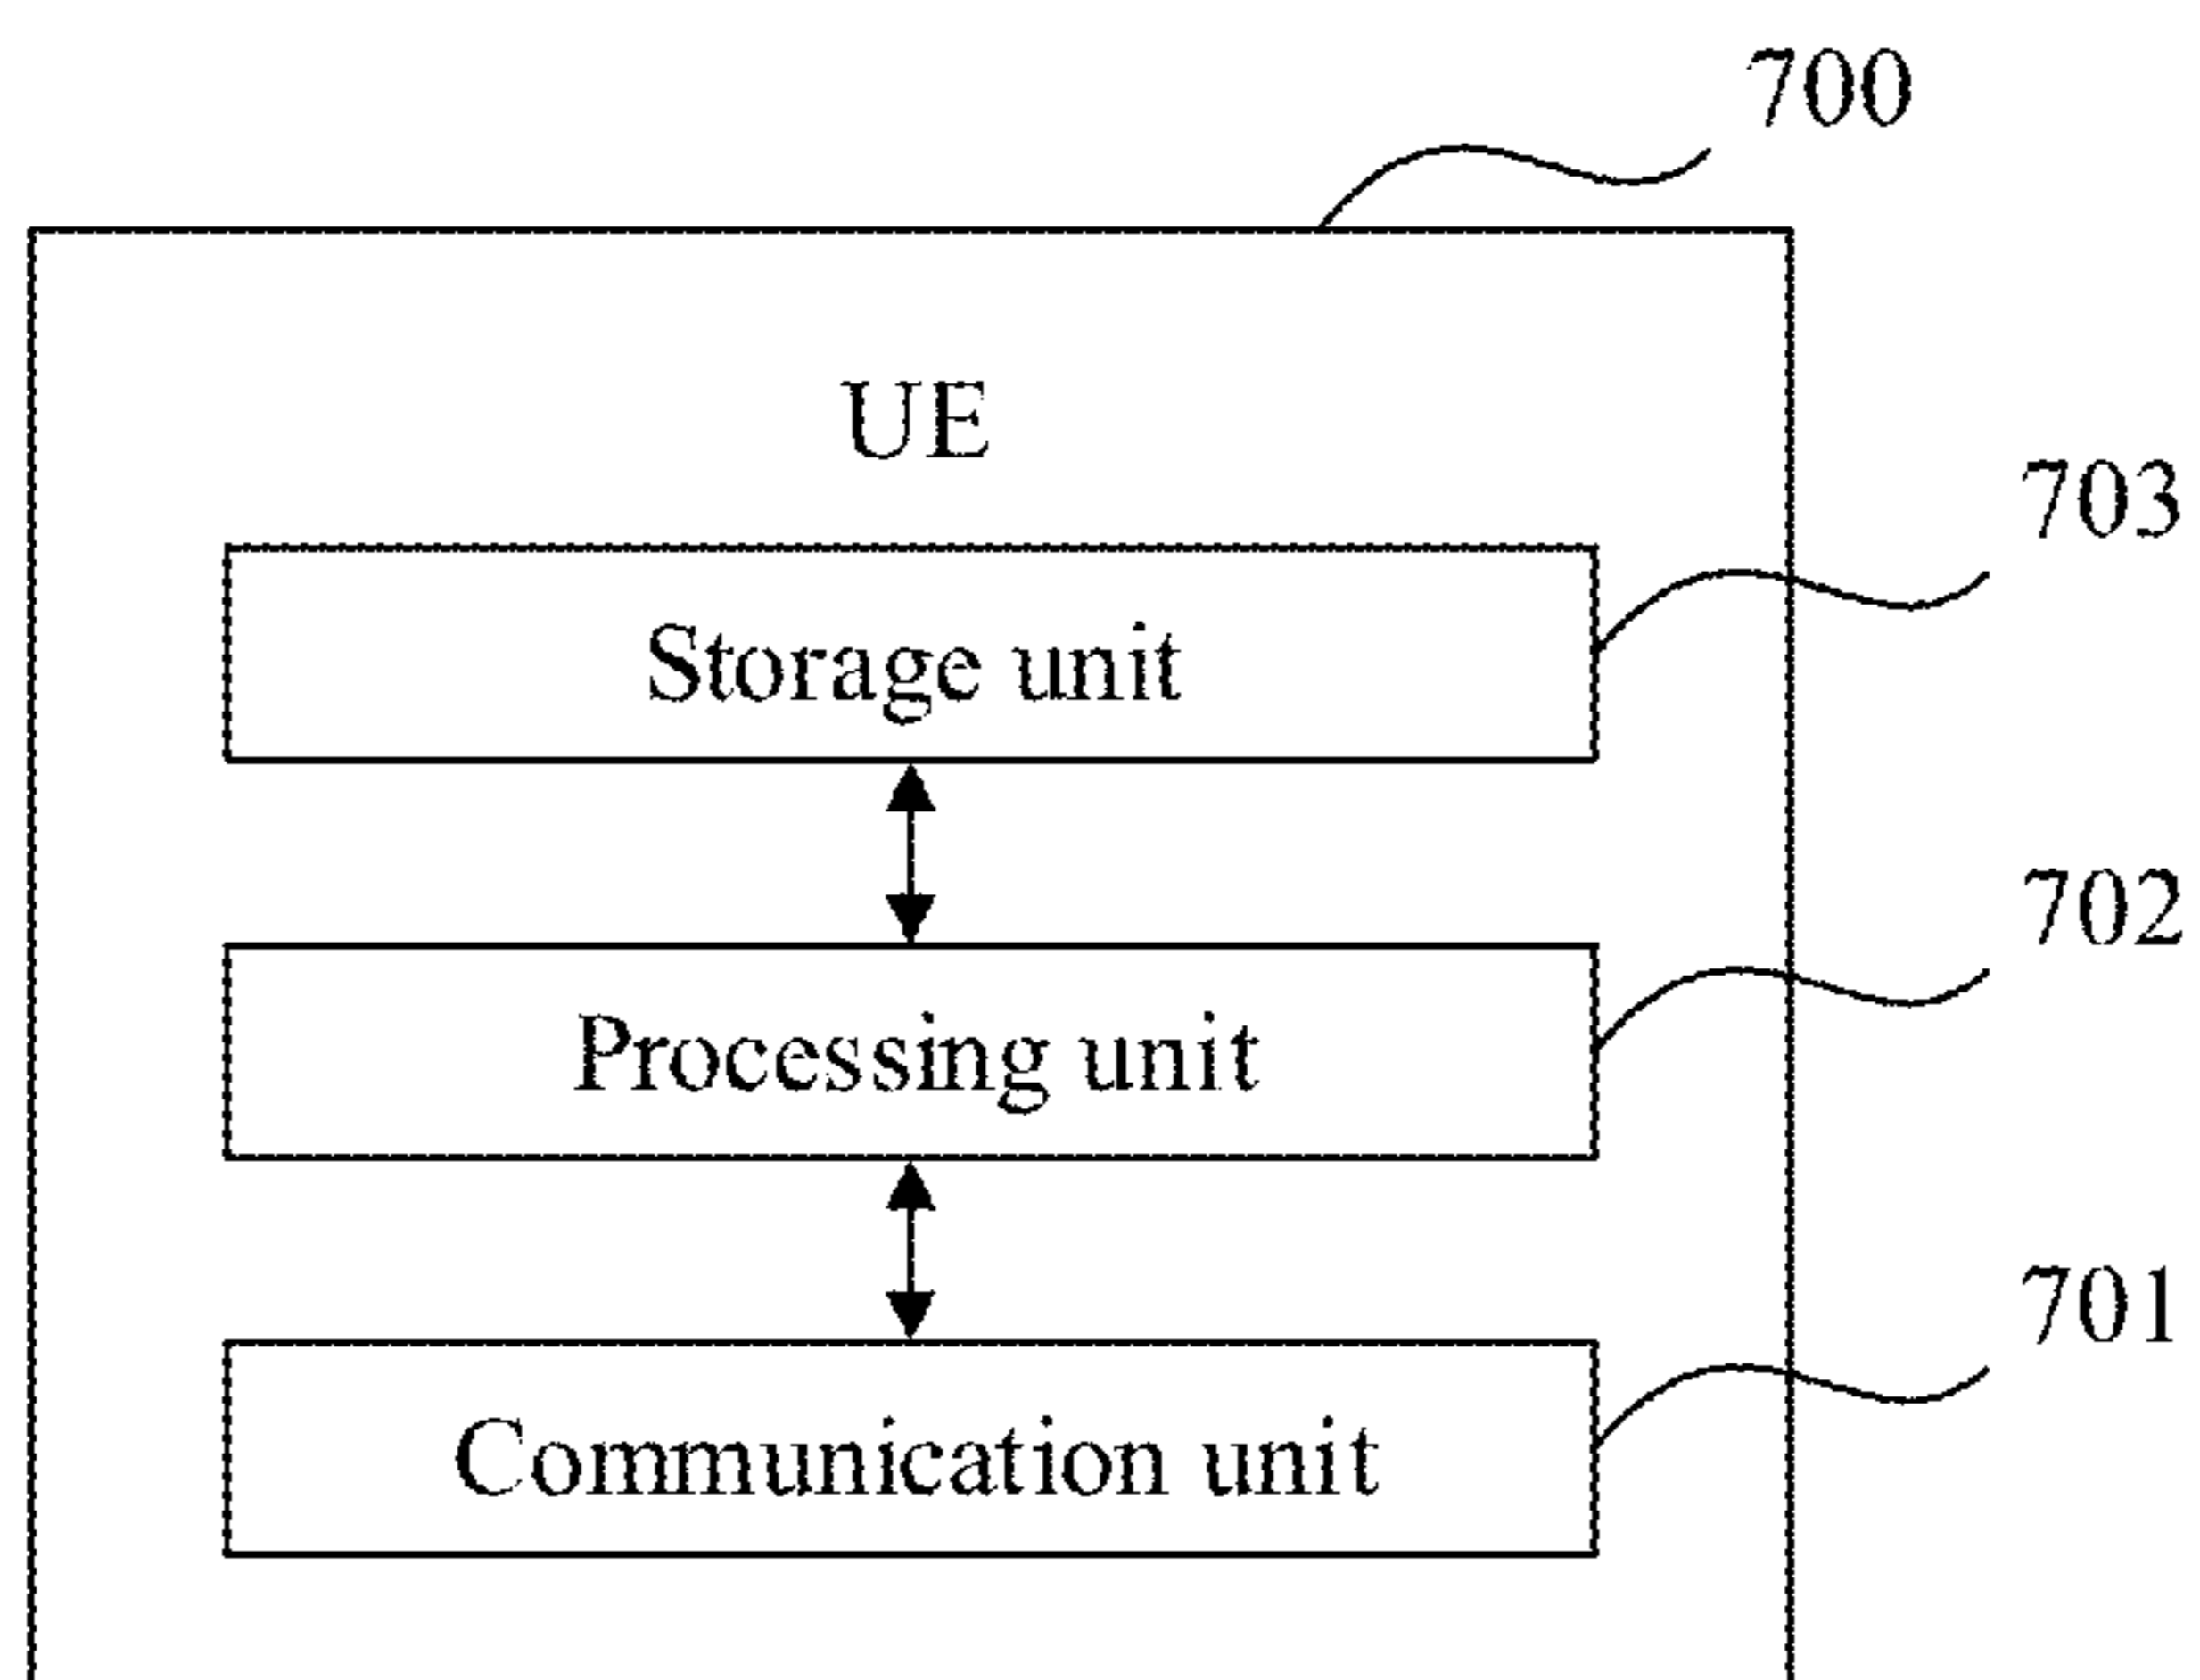 700
UE
703
Storage unit
702
Processing unit
701
Communication unit